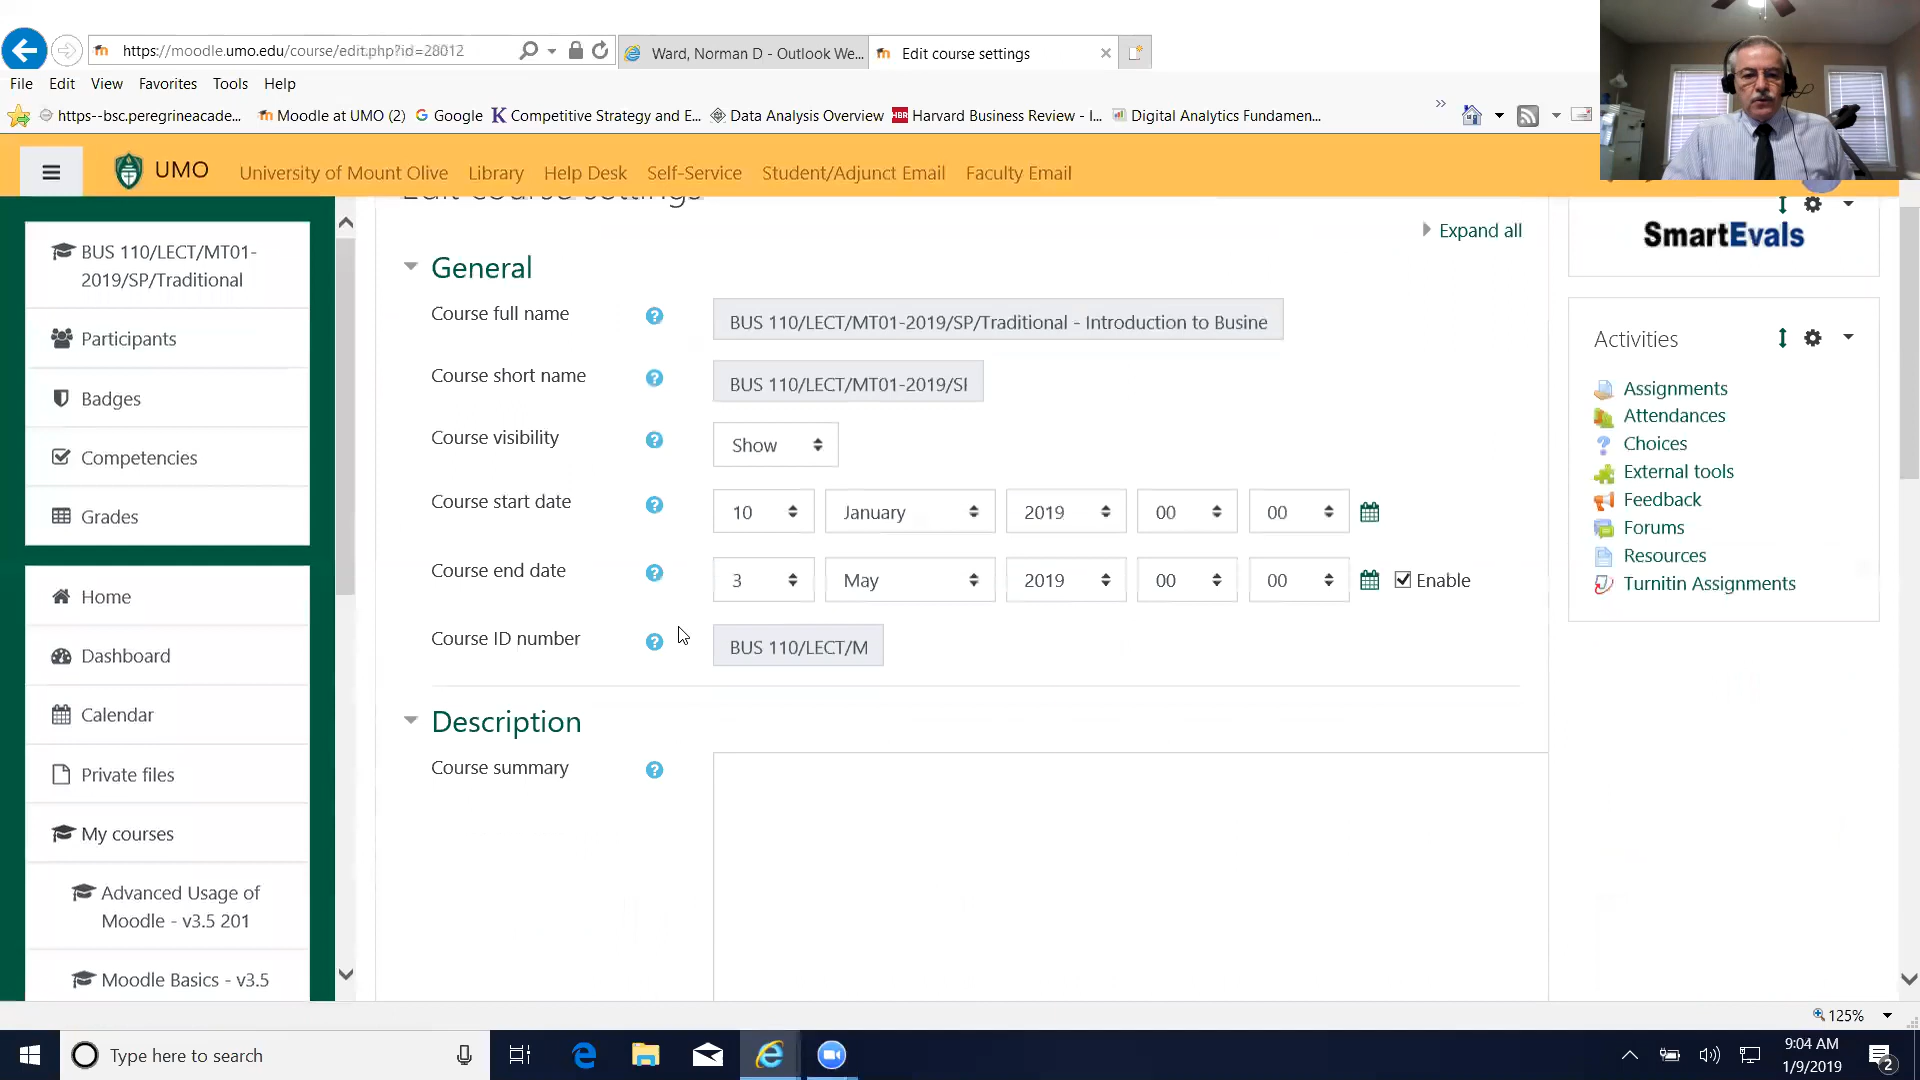 https://moodle.umo.edu/course/edit.php?id=28012
Ward, Norman D - Outlook We...
Edit course settings
File Edit View Favorites Tools Help
https--bsc.peregrineacade...
Moodle at UMO (2)
Google
Competitive Strategy and E...
Data Analysis Overview
HBR Harvard Business Review - I...
Digital Analytics Fundamen...
UMO
University of Mount Olive Library Help Desk Self-Service Student/Adjunct Email Faculty Email
BUS 110/LECT/MT01-
2019/SP/Traditional
Participants
Badges
Competencies
Grades
Home
Dashboard
Calendar
Private files
My courses
Advanced Usage of
Moodle - v3.5 201
Moodle Basics - v3.5
Edit course settings
Expand all
General
Course full name BUS 110/LECT/MT01-2019/SP/Traditional - Introduction to Busine
Course short name BUS 110/LECT/MT01-2019/S
Course visibility Show
Course start date 10 January 2019 00 00
Course end date 3 May 2019 00 00 Enable
Course ID number BUS 110/LECT/M
Description
Course summary
SmartEvals
Activities
Assignments
Attendances
Choices
External tools
Feedback
Forums
Resources
Turnitin Assignments
125%
Type here to search
9:04 AM
1/9/2019
2